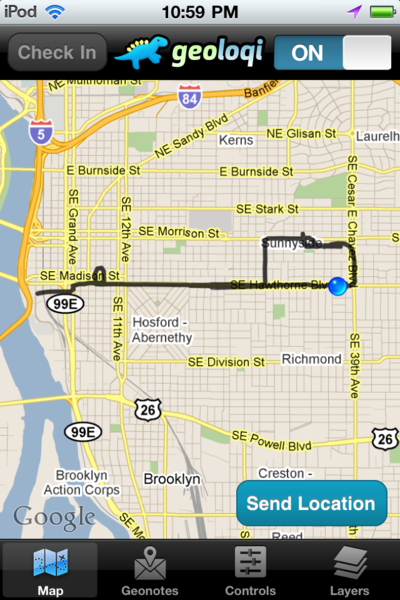 iPod 10:59 PM
Check In geoloqi ON
NE Multnomah St
84
Banfie
5
NE Sandy Blvd
NE Glisan St
Kerns
Laurelh
E Burnside St
E Burnside St
SE Grand Ave
SE 12th Ave
SE Stark St
SE Cesar E Chavez Blvd
SE Morrison St
Sunnyside
SE Madison St
SE Hawthorne Blvd
99E
SE 11th Ave
Hosford -
Abernethy
SE 39th Ave
SE Division St
Richmond
26
99E
SE Powell Blvd
26
Brooklyn
Action Corps
Brooklyn
Creston -
Send Location
Google
SE M
Reed
Map
Geonotes
Controls
Layers